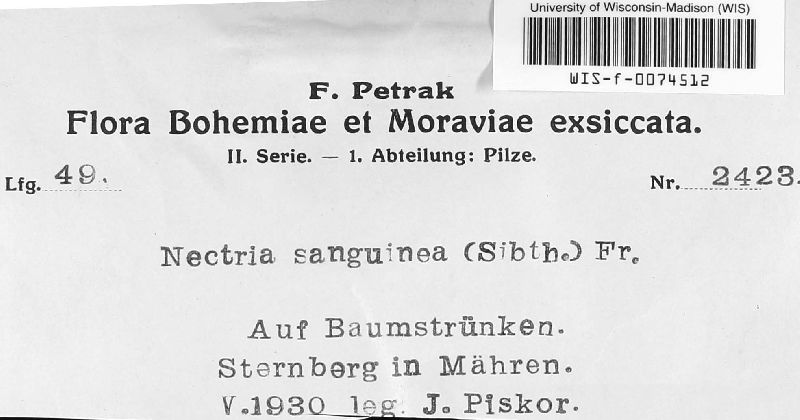 University of Wisconsin-Madison (WIS)
WIS-f-0074512
F. Petrak
Flora Bohemiae et Moraviae exsiccata.
II. Serie. — 1. Abteilung: Pilze.
Lfg. 49.
Nr. 2423.
Nectria sanguinea (Sibth.) Fr.
Auf Baumstrünken.
Sternberg in Mähren.
V.1930 leg. J. Piskor.